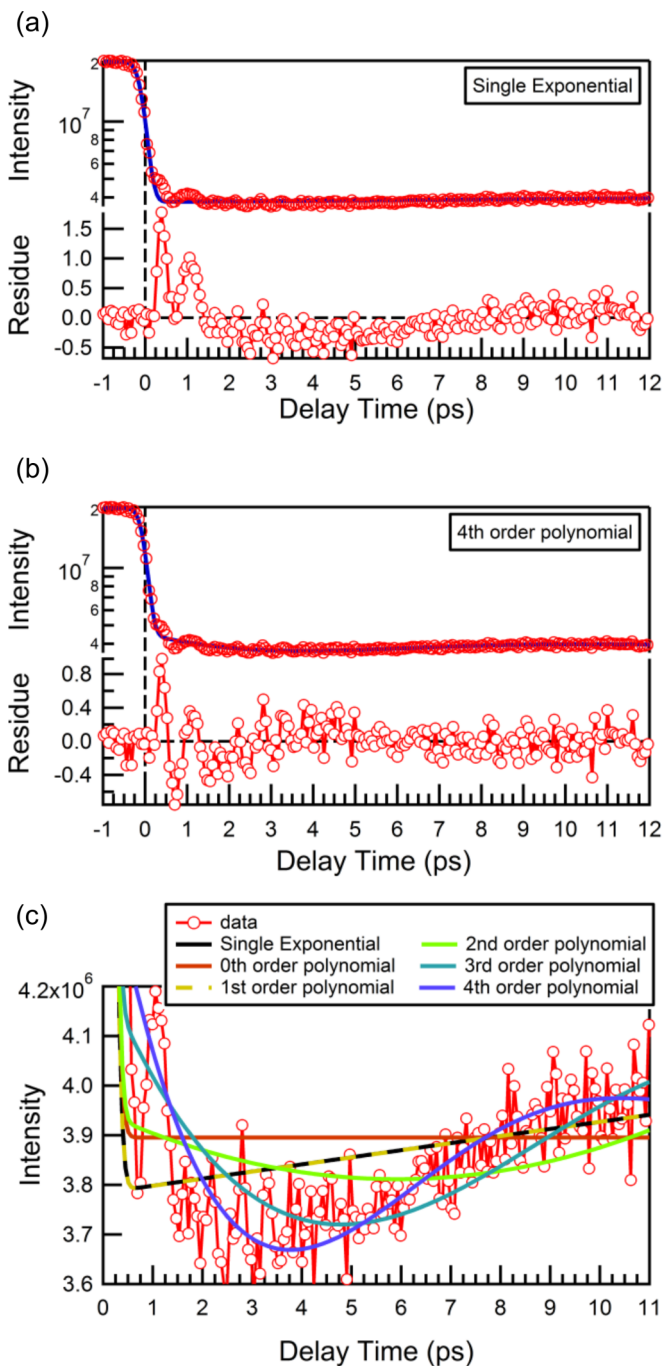 (a)
Single Exponential
Intensity
2
10⁷
8
6
4
Residue
1.5
1.0
0.5
0.0
-0.5
-1 0 1 2 3 4 5 6 7 8 9 10 11 12
Delay Time (ps)
(b)
4th order polynomial
Intensity
2
10⁷
8
6
4
Residue
0.8
0.4
0.0
-0.4
-1 0 1 2 3 4 5 6 7 8 9 10 11 12
Delay Time (ps)
(c)
data
Single Exponential 2nd order polynomial
0th order polynomial 3rd order polynomial
1st order polynomial 4th order polynomial
Intensity
4.2x10⁶
4.1
4.0
3.9
3.8
3.7
3.6
0 1 2 3 4 5 6 7 8 9 10 11
Delay Time (ps)